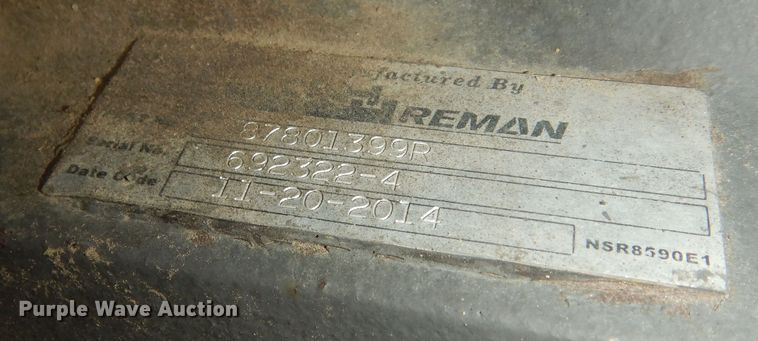 factured By
REMAN
87801399R
Serial No.
692322-4
Date Code
11-20-2014
NSR8590E1
Purple Wave Auction